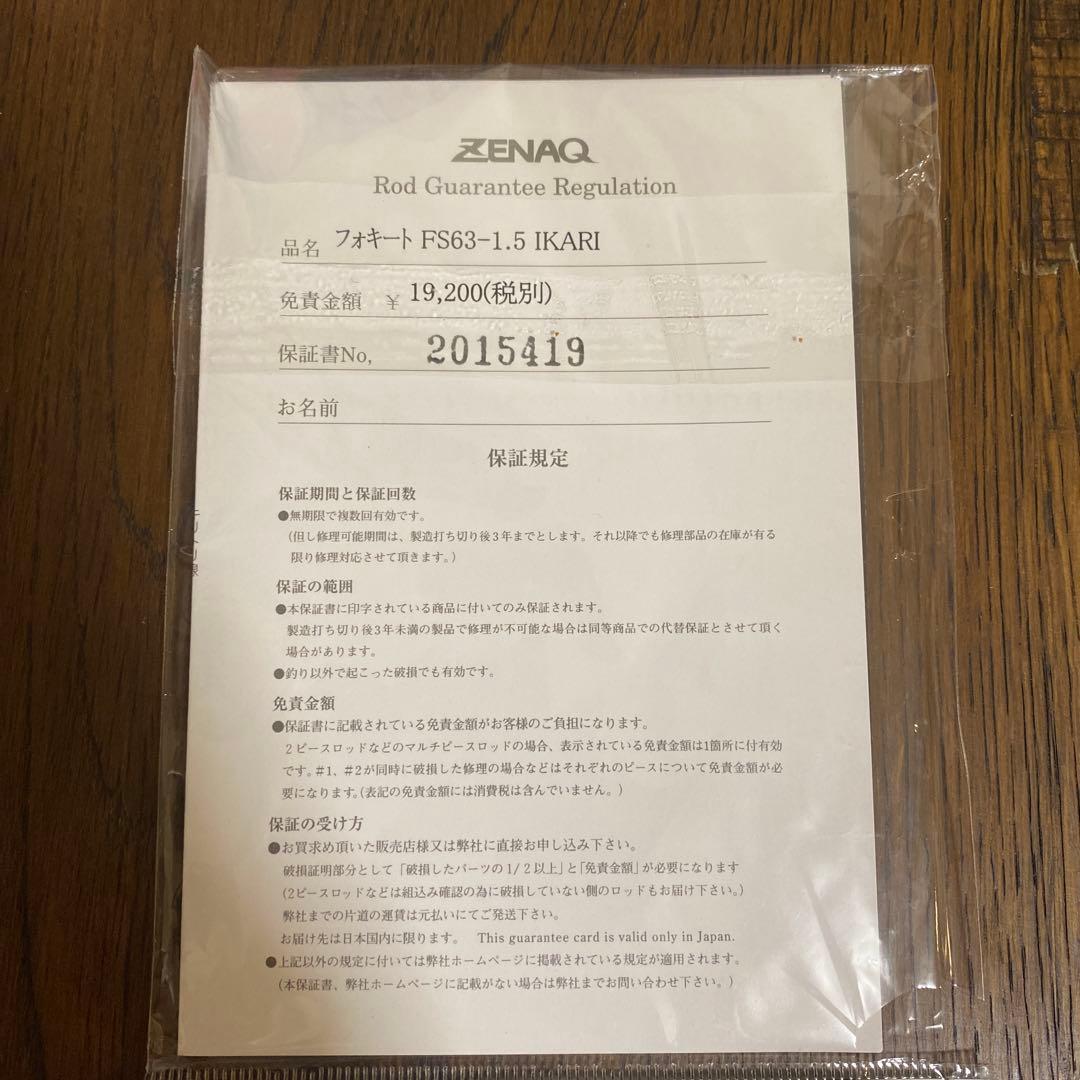 ZENAQ
Rod Guarantee Regulation
品名 フォキート FS63-1.5 IKARI
免責金額 ¥ 19,200(税別)
保証書No, 2015419
お名前
保証規定
保証期間と保証回数
●無期限で複数回有効です。
(但し修理可能期間は、製造打ち切り後3年までとします。それ以降でも修理部品の在庫が有る
限り修理対応させて頂きます。)
保証の範囲
●本保証書に印字されている商品に付いてのみ保証されます。
製造打ち切り後3年未満の製品で修理が不可能な場合は同等商品での代替保証とさせて頂く
場合があります。
●釣り以外で起こった破損でも有効です。
免責金額
●保証書に記載されている免責金額がお客様のご負担になります。
2ピースロッドなどのマルチピースロッドの場合、表示されている免責金額は1箇所に付有効
です。#1、#2が同時に破損した修理の場合などはそれぞれのピースについて免責金額が必
要になります。(表記の免責金額には消費税は含んでいません。)
保証の受け方
●お買求め頂いた販売店様又は弊社に直接お申し込み下さい。
破損証明部分として「破損したパーツの1/2以上」と「免責金額」が必要になります
(2ピースロッドなどは組込み確認の為に破損していない側のロッドもお届け下さい。)
弊社までの片道の運賃は元払いにてご発送下さい。
お届け先は日本国内に限ります。 This guarantee card is valid only in Japan.
●上記以外の規定に付いては弊社ホームページに掲載されている規定が適用されます。
(本保証書、弊社ホームページに記載がない場合は弊社までお問い合わせ下さい。)